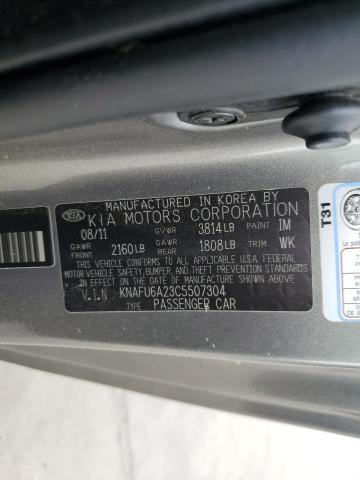 MANUFACTURED IN KOREA BY
KIA KIA MOTORS CORPORATION
08/11 GVWR 3814LB PAINT IM
GAWR FRONT 2160LB GAWR REAR 1808LB TRIM WK
THIS VEHICLE CONFORMS TO ALL APPLICABLE U.S.A. FEDERAL
MOTOR VEHICLE SAFETY, BUMPER, AND THEFT PREVENTION
STANDARDS IN EFFECT ON THE DATE OF MANUFACTURE
SHOWN ABOVE.
V.I.N KNAFU6A23C5507304
TYPE: PASSENGER CAR
T31